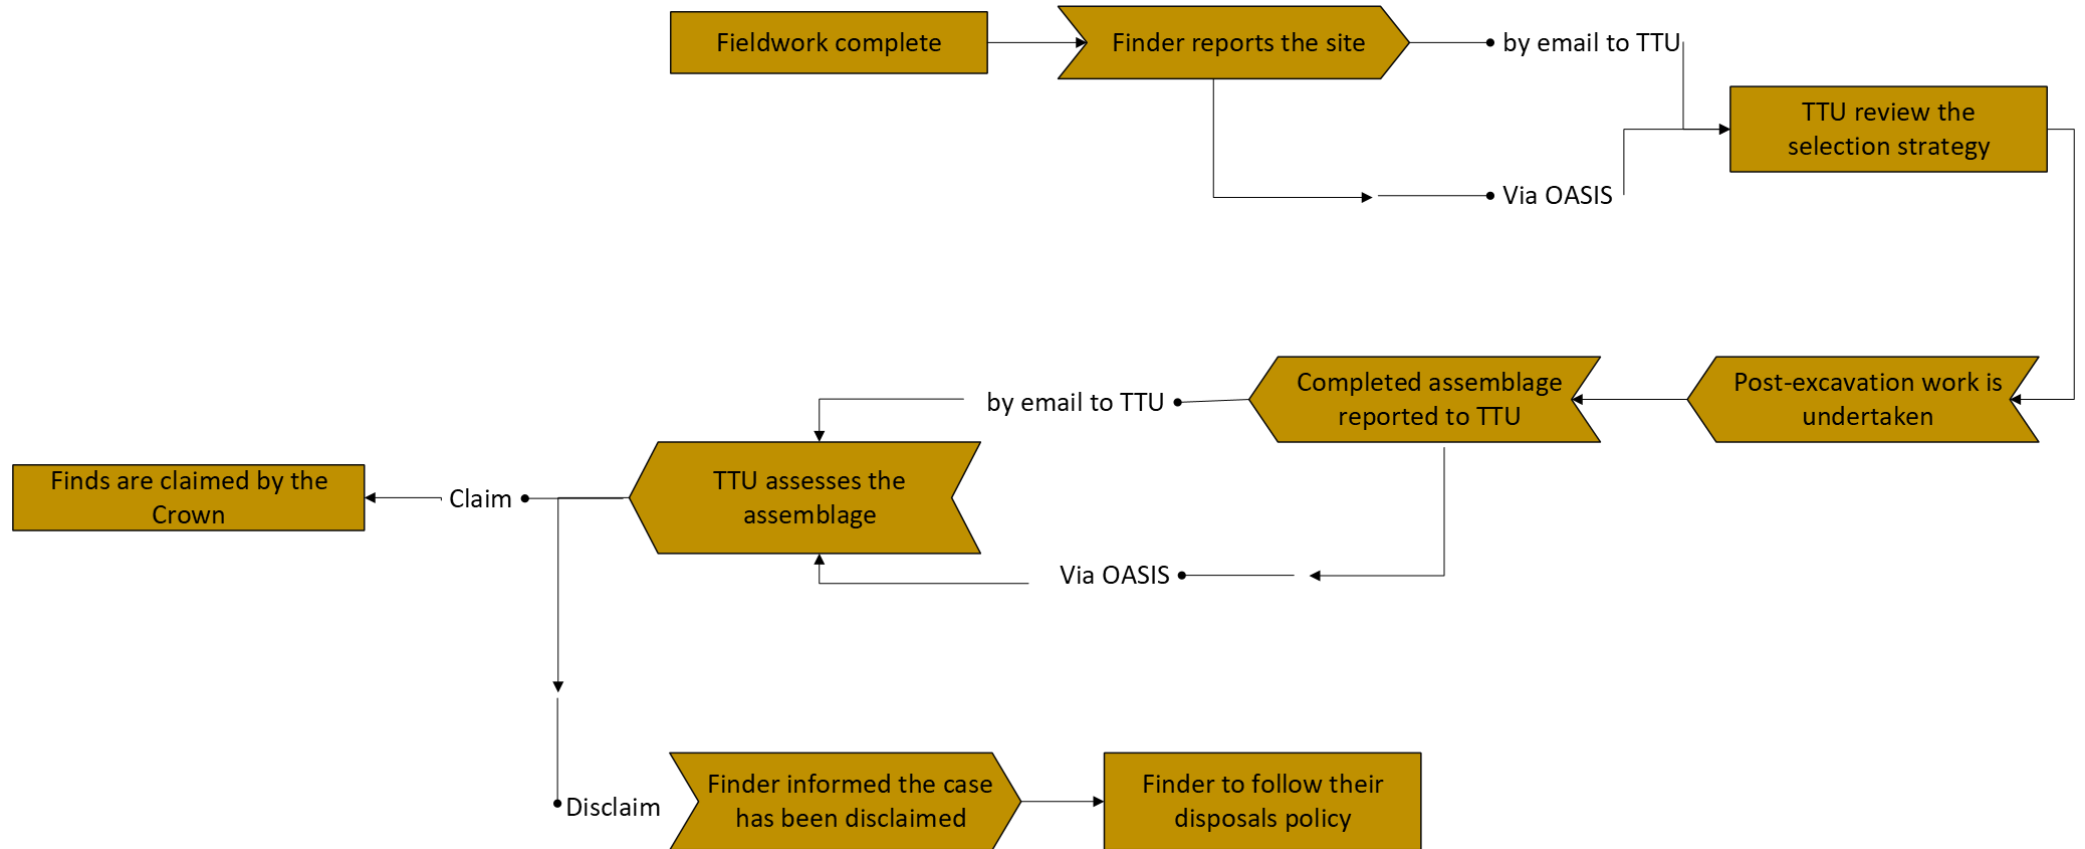 Fieldwork complete
Finder reports the site
by email to TTU
TTU review the
selection strategy
Via OASIS
Post-excavation work is
undertaken
Completed assemblage
reported to TTU
by email to TTU
Via OASIS
TTU assesses the
assemblage
Claim
Finds are claimed by the
Crown
Disclaim
Finder informed the case
has been disclaimed
Finder to follow their
disposals policy